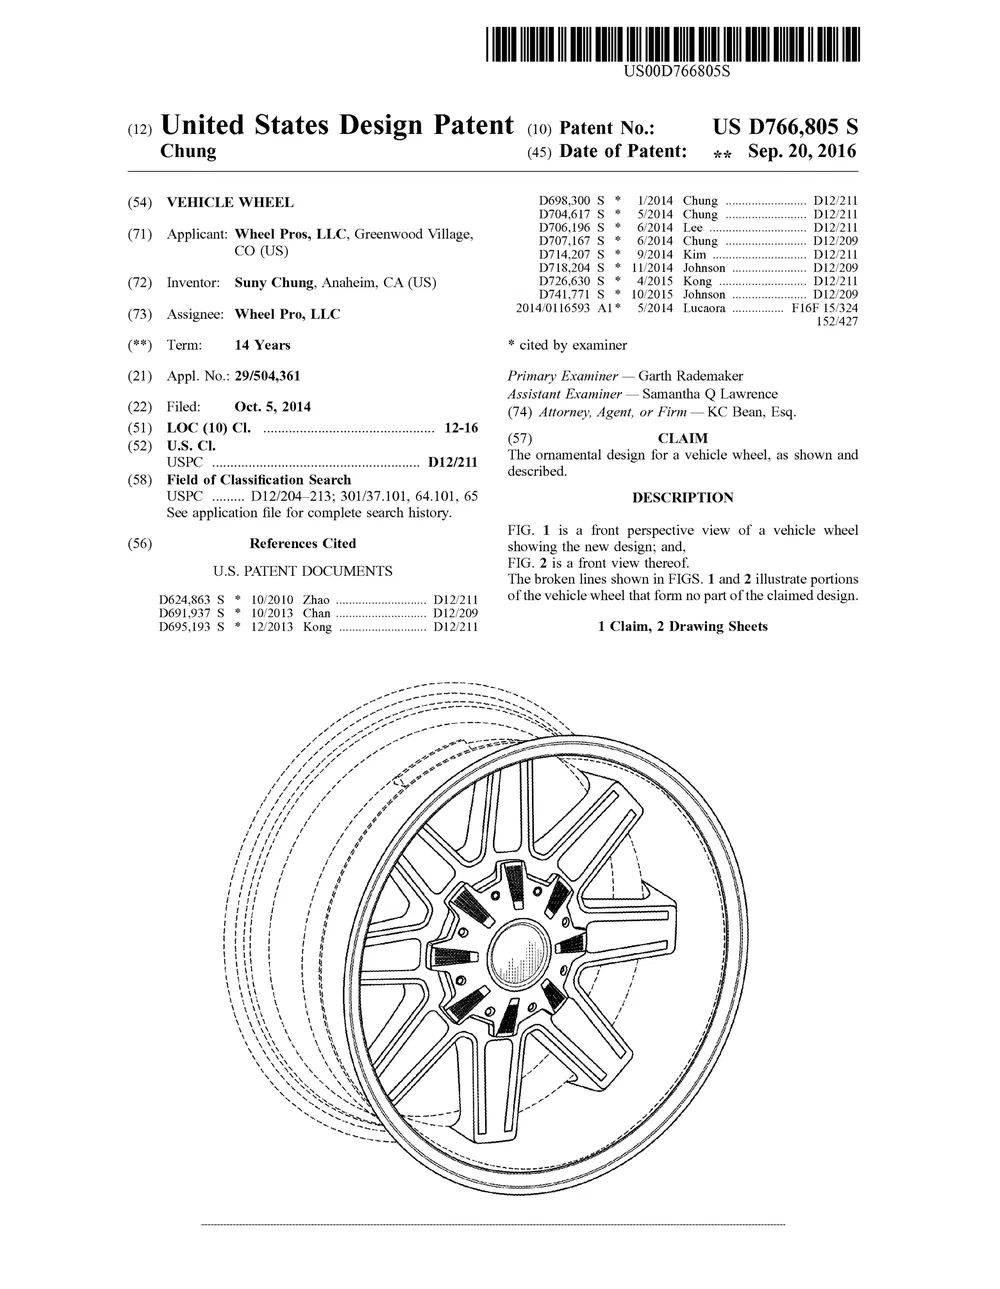 US00D766805S
(12) United States Design Patent
Chung
(10) Patent No.: US D766,805 S
(45) Date of Patent: ** Sep. 20, 2016
(54) VEHICLE WHEEL
(71) Applicant: Wheel Pros, LLC, Greenwood Village,
CO (US)
(72) Inventor: Suny Chung, Anaheim, CA (US)
(73) Assignee: Wheel Pro, LLC
(**) Term: 14 Years
(21) Appl. No.: 29/504,361
(22) Filed: Oct. 5, 2014
(51) LOC (10) Cl. ............................................... 12-16
(52) U.S. Cl.
USPC ......................................................... D12/211
(58) Field of Classification Search
USPC ......... D12/204–213; 301/37.101, 64.101, 65
See application file for complete search history.
(56) References Cited
U.S. PATENT DOCUMENTS
D624,863 S * 10/2010 Zhao ............................ D12/211
D691,937 S * 10/2013 Chan ............................ D12/209
D695,193 S * 12/2013 Kong ........................... D12/211
D698,300 S * 1/2014 Chung ......................... D12/211
D704,617 S * 5/2014 Chung ......................... D12/211
D706,196 S * 6/2014 Lee .............................. D12/211
D707,167 S * 6/2014 Chung ......................... D12/209
D714,207 S * 9/2014 Kim ............................. D12/211
D718,204 S * 11/2014 Johnson ....................... D12/209
D726,630 S * 4/2015 Kong ........................... D12/211
D741,771 S * 10/2015 Johnson ....................... D12/209
2014/0116593 A1* 5/2014 Lucaora ................ F16F 15/324
152/427
* cited by examiner
Primary Examiner — Garth Rademaker
Assistant Examiner — Samantha Q Lawrence
(74) Attorney, Agent, or Firm — KC Bean, Esq.
(57) CLAIM
The ornamental design for a vehicle wheel, as shown and
described.
DESCRIPTION
FIG. 1 is a front perspective view of a vehicle wheel
showing the new design; and,
FIG. 2 is a front view thereof.
The broken lines shown in FIGS. 1 and 2 illustrate portions
of the vehicle wheel that form no part of the claimed design.
1 Claim, 2 Drawing Sheets